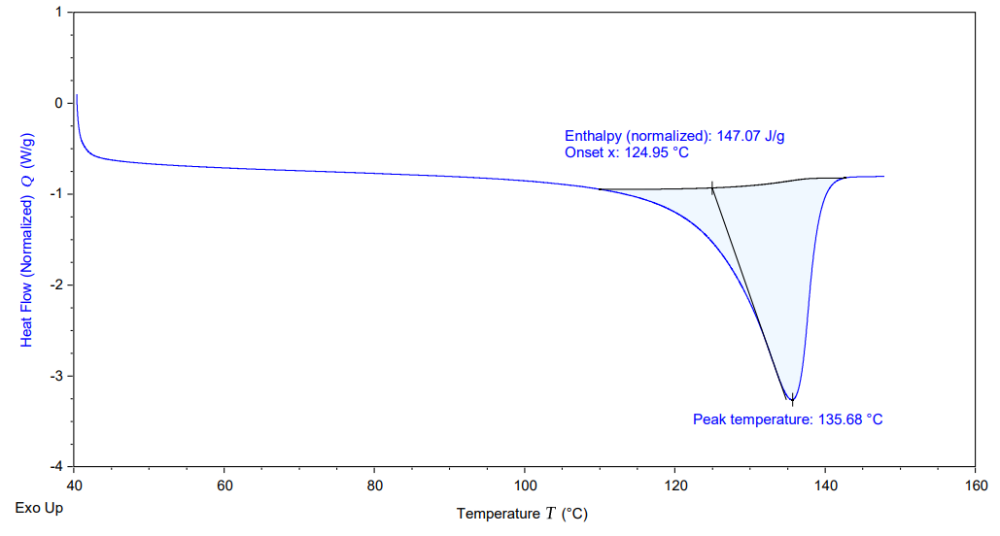 1
0
-1
-2
-3
-4
Heat Flow (Normalized) Q (W/g)
Enthalpy (normalized): 147.07 J/g
Onset x: 124.95 °C
Peak temperature: 135.68 °C
40 60 80 100 120 140 160
Exo Up
Temperature T (°C)